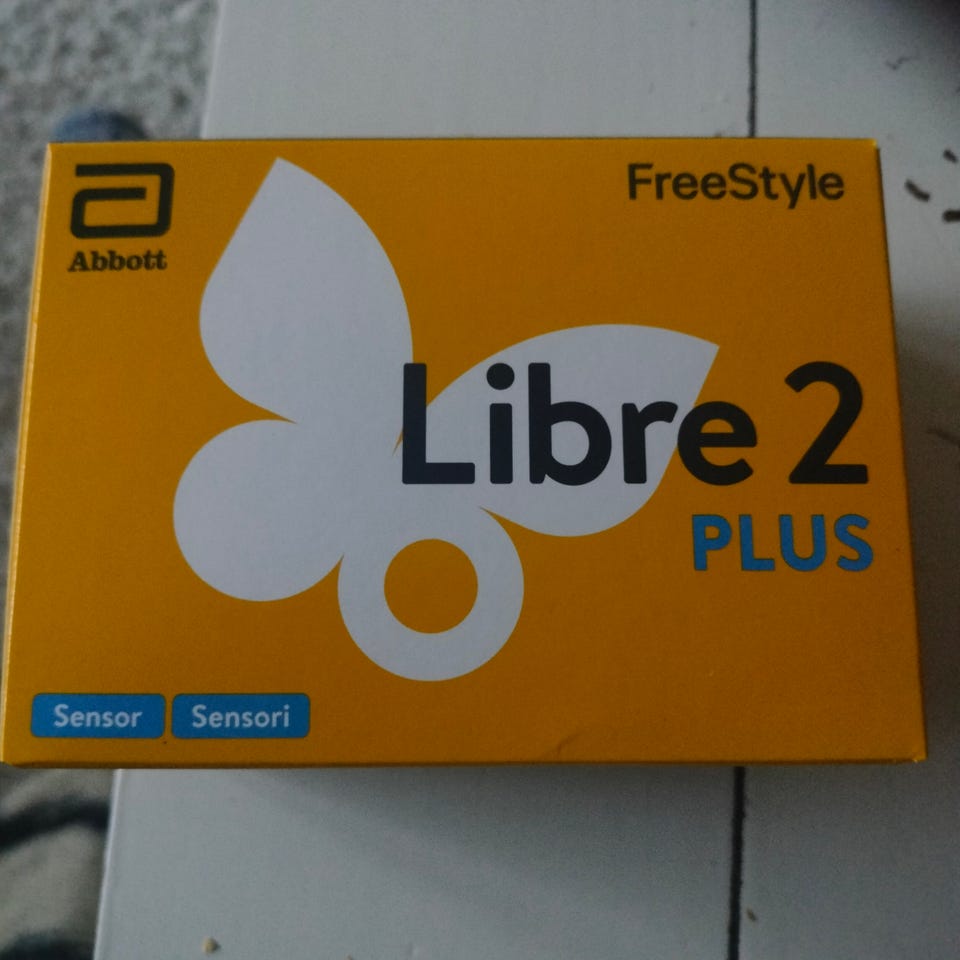 Abbott
FreeStyle
Libre 2
PLUS
Sensor
Sensori